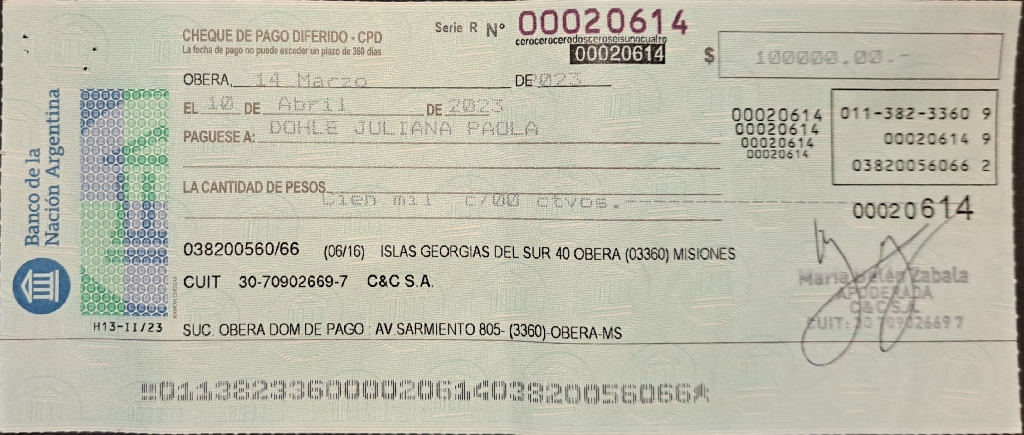 CHEQUE DE PAGO DIFERIDO - CPD
La fecha de pago no puede exceder un plazo de 360 días
Serie R Nº 00020614
cerocerocerodosceroseisunocuatro
00020614
$ 100000.00.-
OBERA, 14 Marzo DE 2023
EL 10 DE Abril DE 2023
PAGUESE A: DOHLE JULIANA PAOLA
00020614
00020614
00020614
00020614
011-382-3360 9
00020614 9
03820056066 2
LA CANTIDAD DE PESOS
Cien mil c/00 ctvos.-
00020614
038200560/66 (06/16) ISLAS GEORGIAS DEL SUR 40 OBERA (03360) MISIONES
CUIT 30-70902669-7 C&C S.A.
María Belén Zabala
APODERADA
C&C S.A.
CUIT: 30 70902669 7
SUC. OBERA DOM DE PAGO : AV.SARMIENTO 805- (3360)-OBERA-MS
Banco de la
Nación Argentina
H13-II/23
01138233600002061403820056066